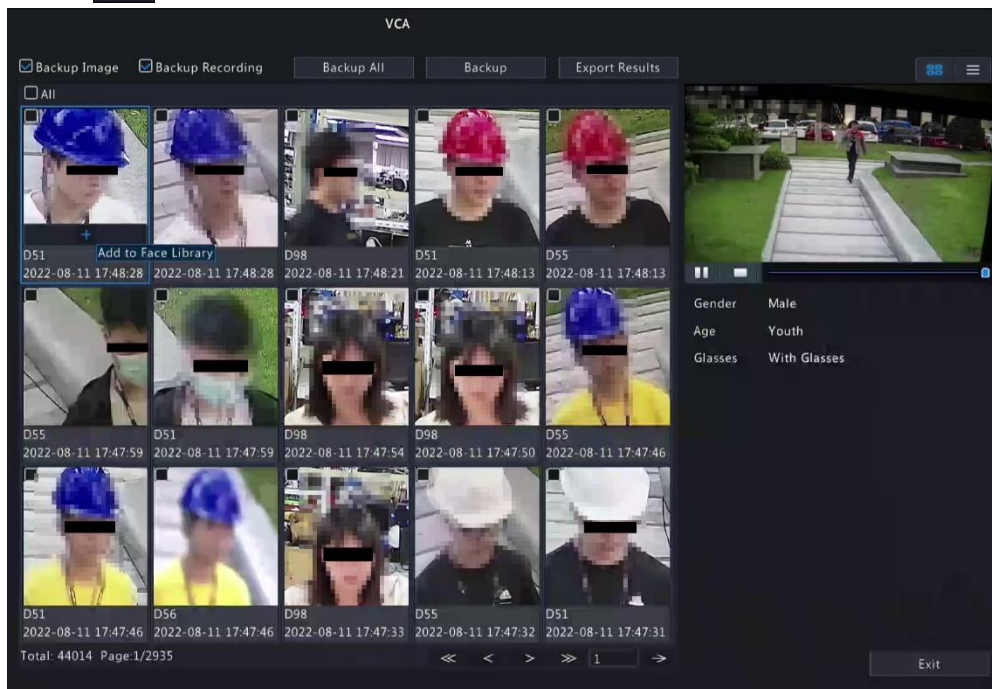 VCA
Backup Image Backup Recording Backup All Backup Export Results
All
Add to Face Library
D51 D51 D98 D51 D55
2022-08-11 17:48:28 2022-08-11 17:48:28 2022-08-11 17:48:21 2022-08-11 17:48:13 2022-08-11 17:48:13
Gender Male
Age Youth
Glasses With Glasses
D55 D51 D98 D98 D55
2022-08-11 17:47:59 2022-08-11 17:47:59 2022-08-11 17:47:54 2022-08-11 17:47:50 2022-08-11 17:47:46
D51 D56 D98 D55 D51
2022-08-11 17:47:46 2022-08-11 17:47:46 2022-08-11 17:47:33 2022-08-11 17:47:32 2022-08-11 17:47:31
Total: 44014 Page:1/2935 1
Exit